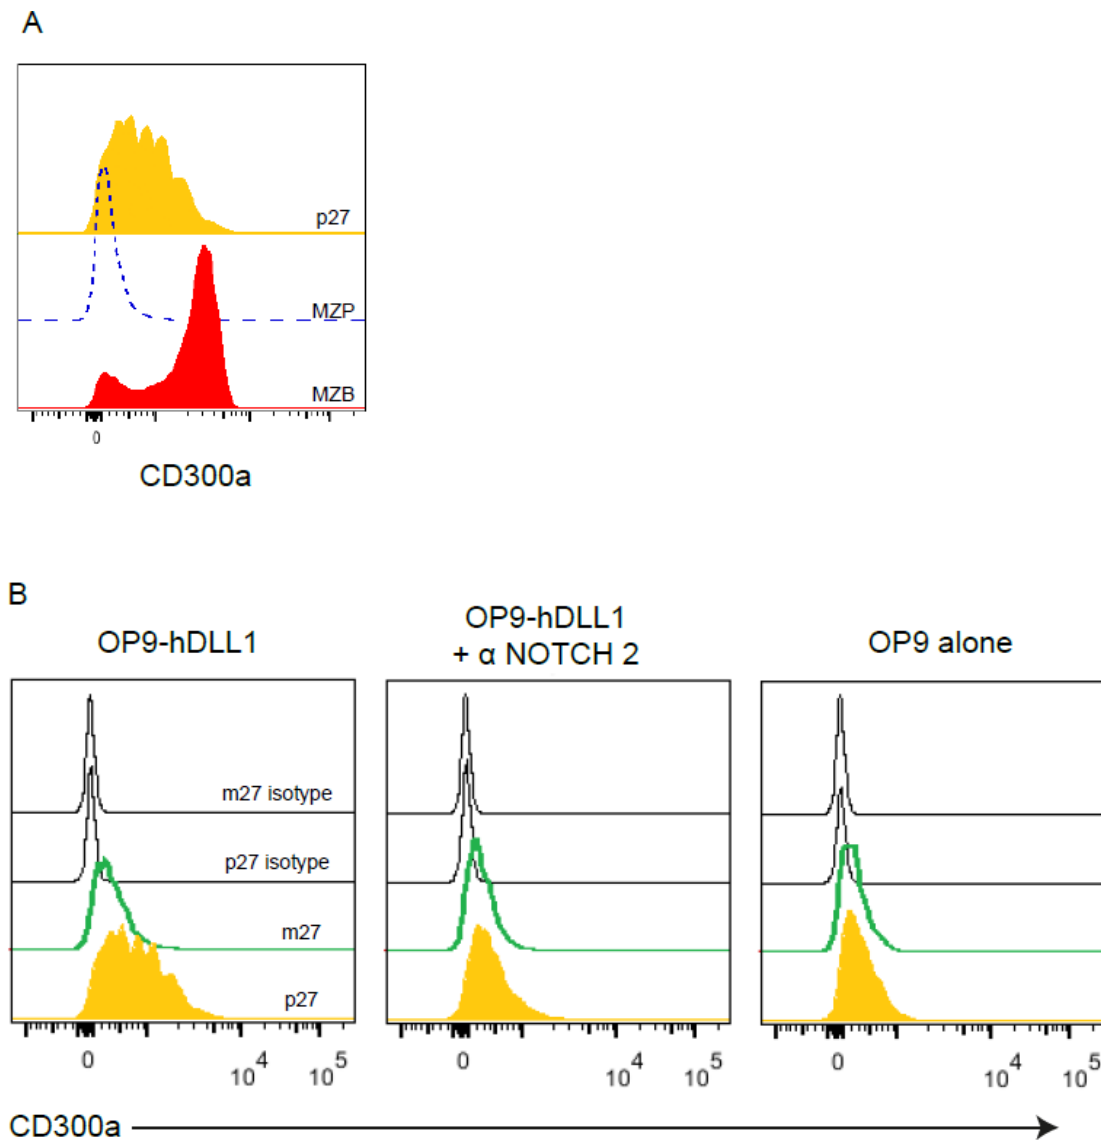 A
p27
MZP
MZB
0
CD300a
B
OP9-hDLL1
OP9-hDLL1
+ α NOTCH 2
OP9 alone
m27 isotype
p27 isotype
m27
p27
0 10^4 10^5
0 10^4 10^5
0 10^4 10^5
CD300a